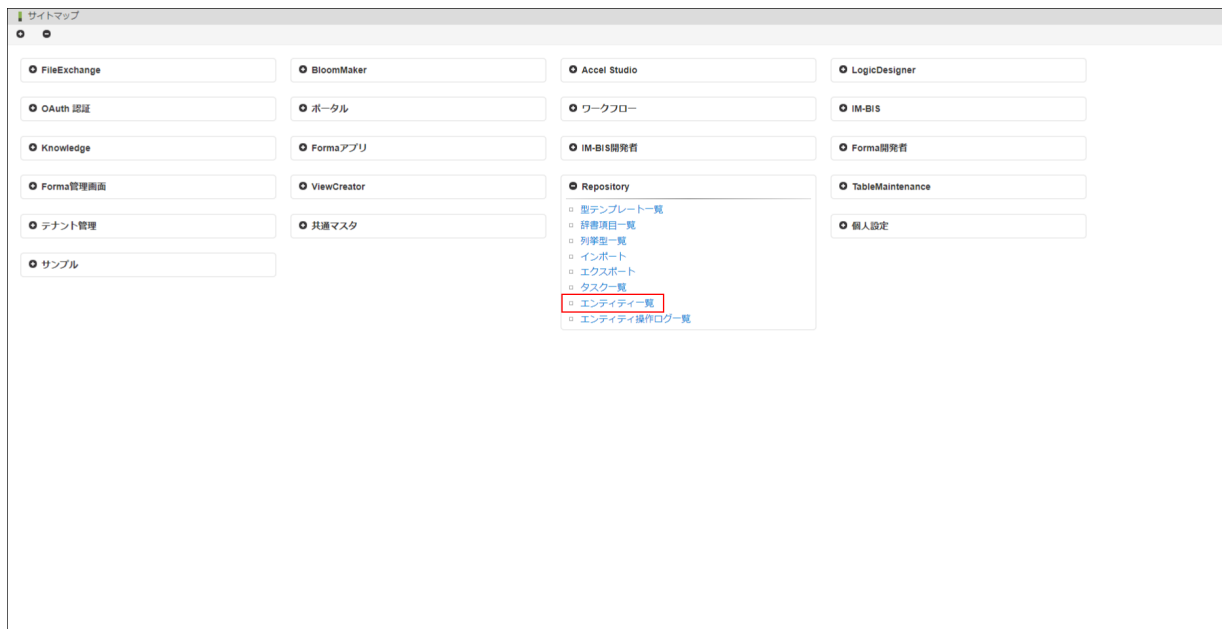 サイトマップ
FileExchange
BloomMaker
Accel Studio
LogicDesigner
OAuth 認証
ポータル
ワークフロー
IM-BIS
Knowledge
Formaアプリ
IM-BIS開発者
Forma開発者
Forma管理画面
ViewCreator
Repository
TableMaintenance
型テンプレート一覧
辞書項目一覧
列挙型一覧
インポート
エクスポート
タスク一覧
エンティティ一覧
エンティティ操作ログ一覧
テナント管理
共通マスタ
個人設定
サンプル